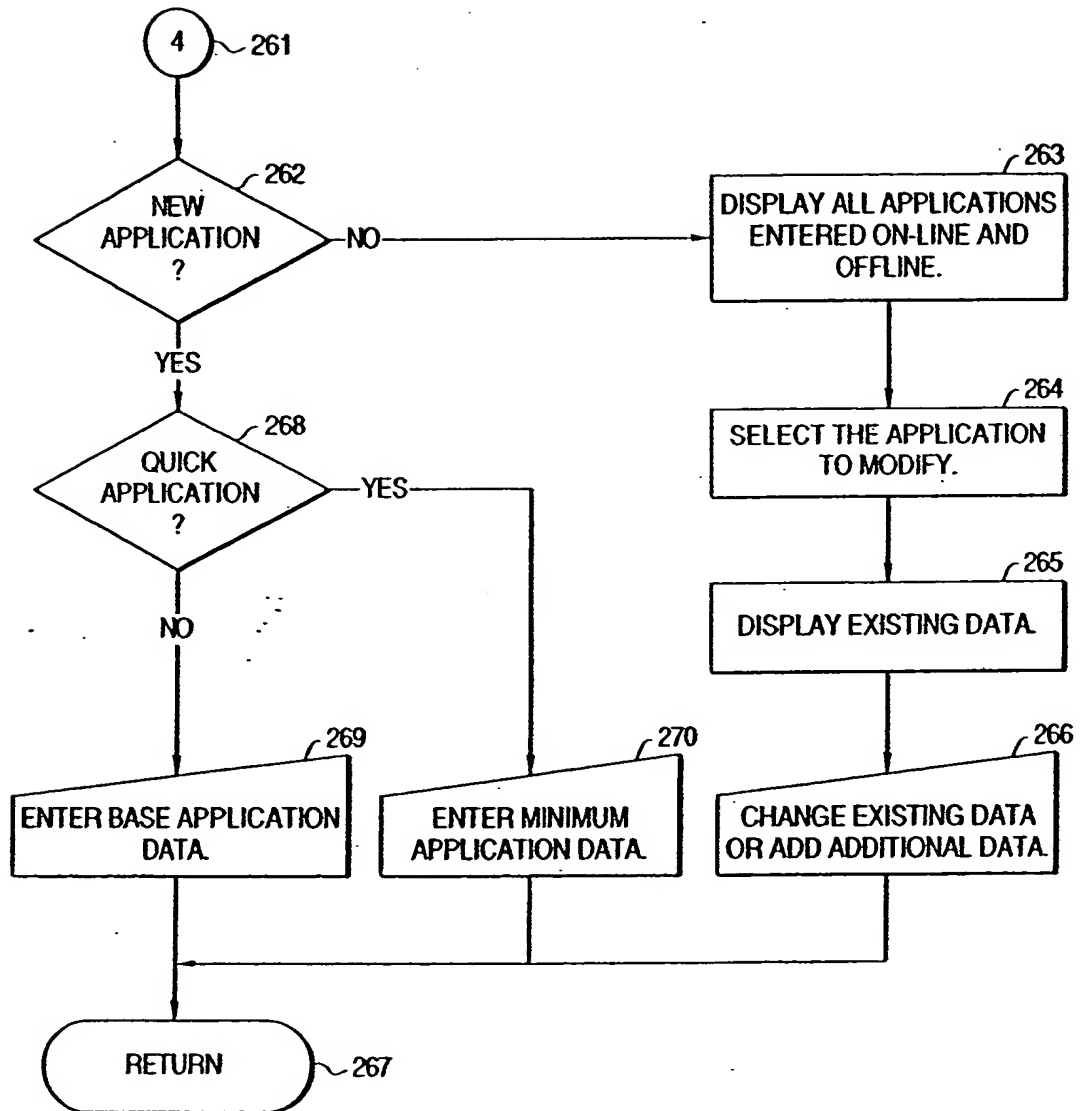 4
261
262
NEW
APPLICATION
?
NO
263
DISPLAY ALL APPLICATIONS
ENTERED ON-LINE AND
OFFLINE.
YES
264
SELECT THE APPLICATION
TO MODIFY.
268
QUICK
APPLICATION
?
YES
NO
265
DISPLAY EXISTING DATA.
269
ENTER BASE APPLICATION
DATA.
270
ENTER MINIMUM
APPLICATION DATA.
266
CHANGE EXISTING DATA
OR ADD ADDITIONAL DATA.
RETURN
267